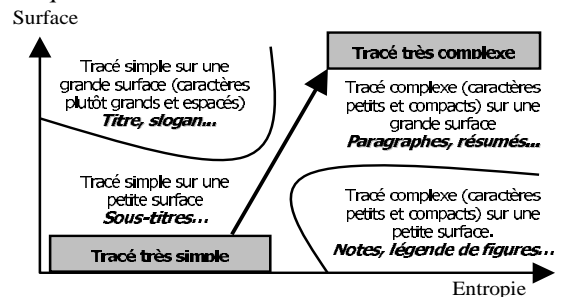 Surface
Tracé simple sur une
grande surface (caractères
plutôt grands et espacés)
Titre, slogan...
Tracé très complexe
Tracé complexe (caractères
petits et compacts) sur une
grande surface
Paragraphes, résumés...
Tracé simple sur une
petite surface
Sous-titres...
Tracé complexe (caractères
petits et compacts) sur une
petite surface.
Notes, légende de figures...
Tracé très simple
Entropie